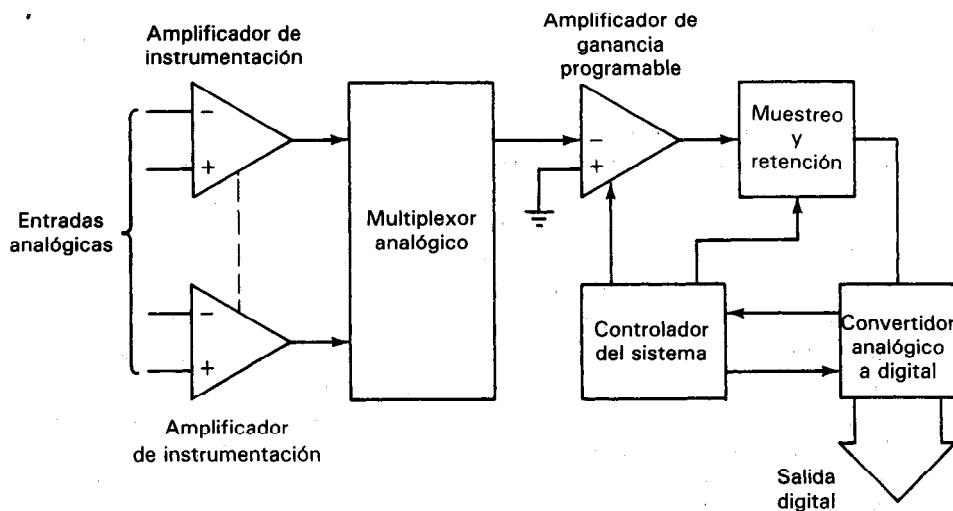 Amplificador de
instrumentación
Amplificador de
ganancia
programable
Muestreo
y
retención
−
+
Entradas
analógicas
Multiplexor
analógico
−
+
−
+
Controlador
del sistema
Convertidor
analógico
a digital
Amplificador
de instrumentación
Salida
digital